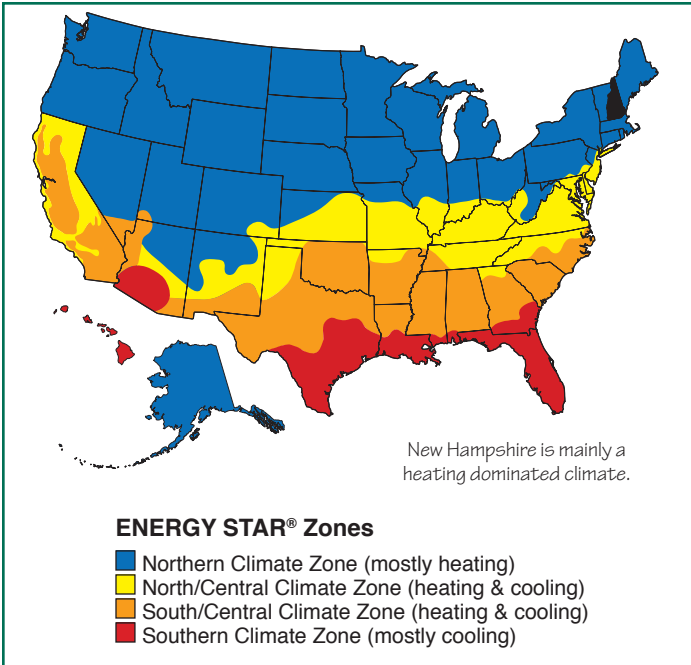 New Hampshire is mainly a
heating dominated climate.
ENERGY STAR® Zones
Northern Climate Zone (mostly heating)
North/Central Climate Zone (heating & cooling)
South/Central Climate Zone (heating & cooling)
Southern Climate Zone (mostly cooling)